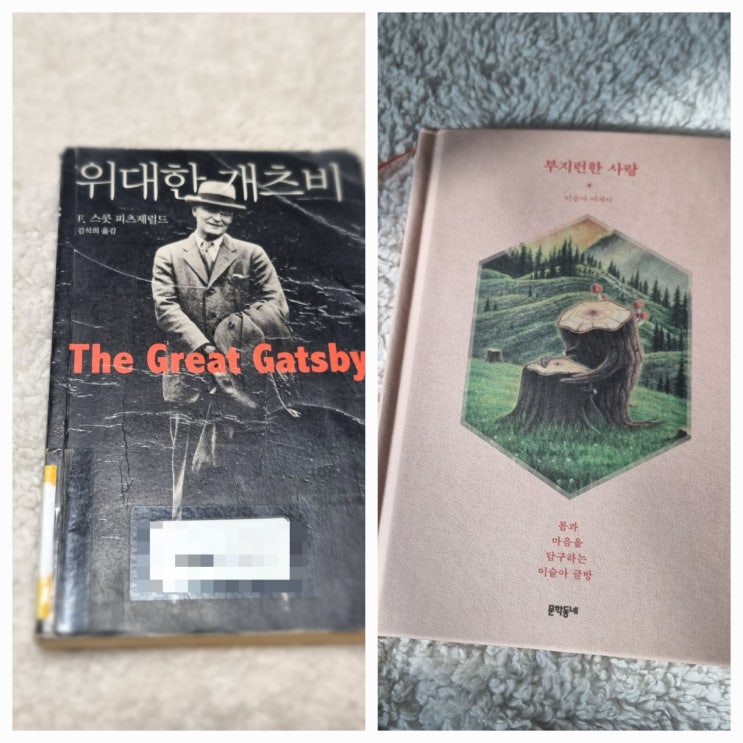 위대한 개츠비
F. 스콧 피츠제럴드
김석희 옮김
The Great Gatsby
부지런한 사랑
이슬아 에세이
몸과
마음을
탐구하는
이슬아 글방
문학동네